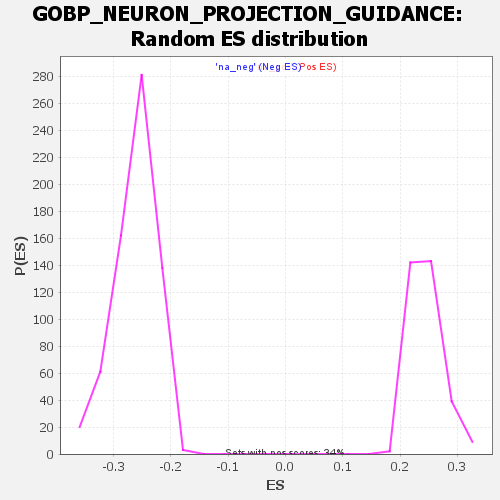 GOBP_NEURON_PROJECTION_GUIDANCE:
Random ES distribution
'na_neg' (Neg ES) Pos ES)
280
260
240
220
200
180
160
140
120
100
80
60
40
20
0
P(ES)
Sets with pos scores: 34%
-0.3 -0.2 -0.1 0.0 0.1 0.2 0.3
ES